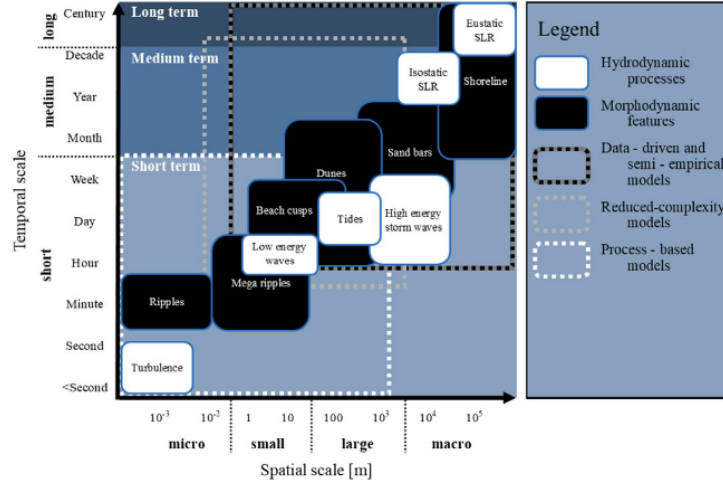 Temporal scale
long
medium
short
Century
Decade
Year
Month
Week
Day
Hour
Minute
Second
<Second
Long term
Medium term
Short term
Eustatic
SLR
Isostatic
SLR
Shoreline
Sand bars
Dunes
Beach cusps
Tides
High energy
storm waves
Low energy
waves
Mega ripples
Ripples
Turbulence
10⁻³ 10⁻² 1 10 100 10³ 10⁴ 10⁵
micro small large macro
Spatial scale [m]
Legend
Hydrodynamic
processes
Morphodynamic
features
Data - driven and
semi - empirical
models
Reduced-complexity
models
Process - based
models